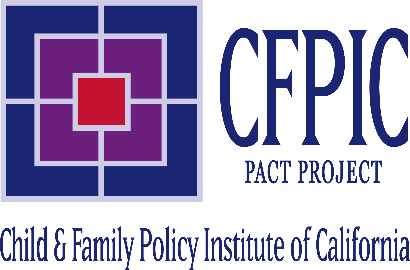 CFPIC
PACT PROJECT
Child & Family Policy Institute of California